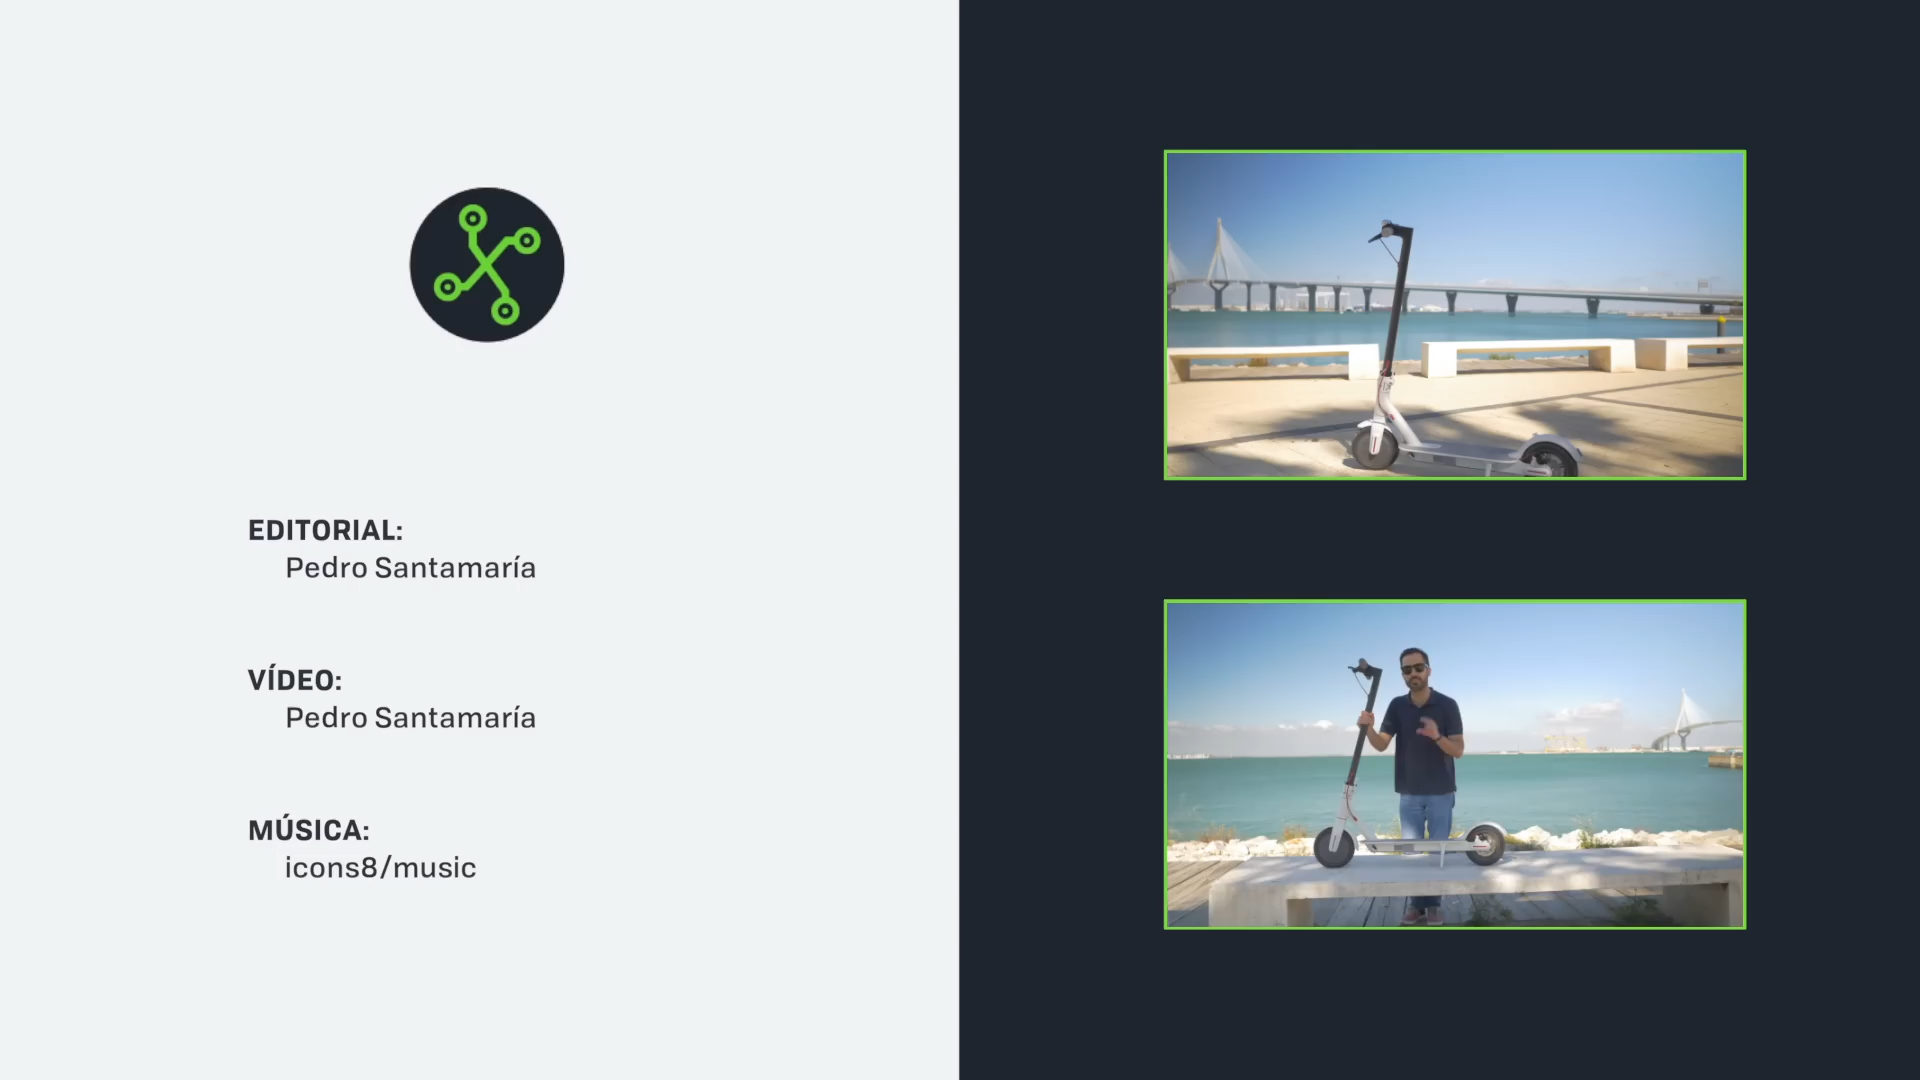 EDITORIAL:
Pedro Santamaría
VÍDEO:
Pedro Santamaría
MÚSICA:
icons8/music